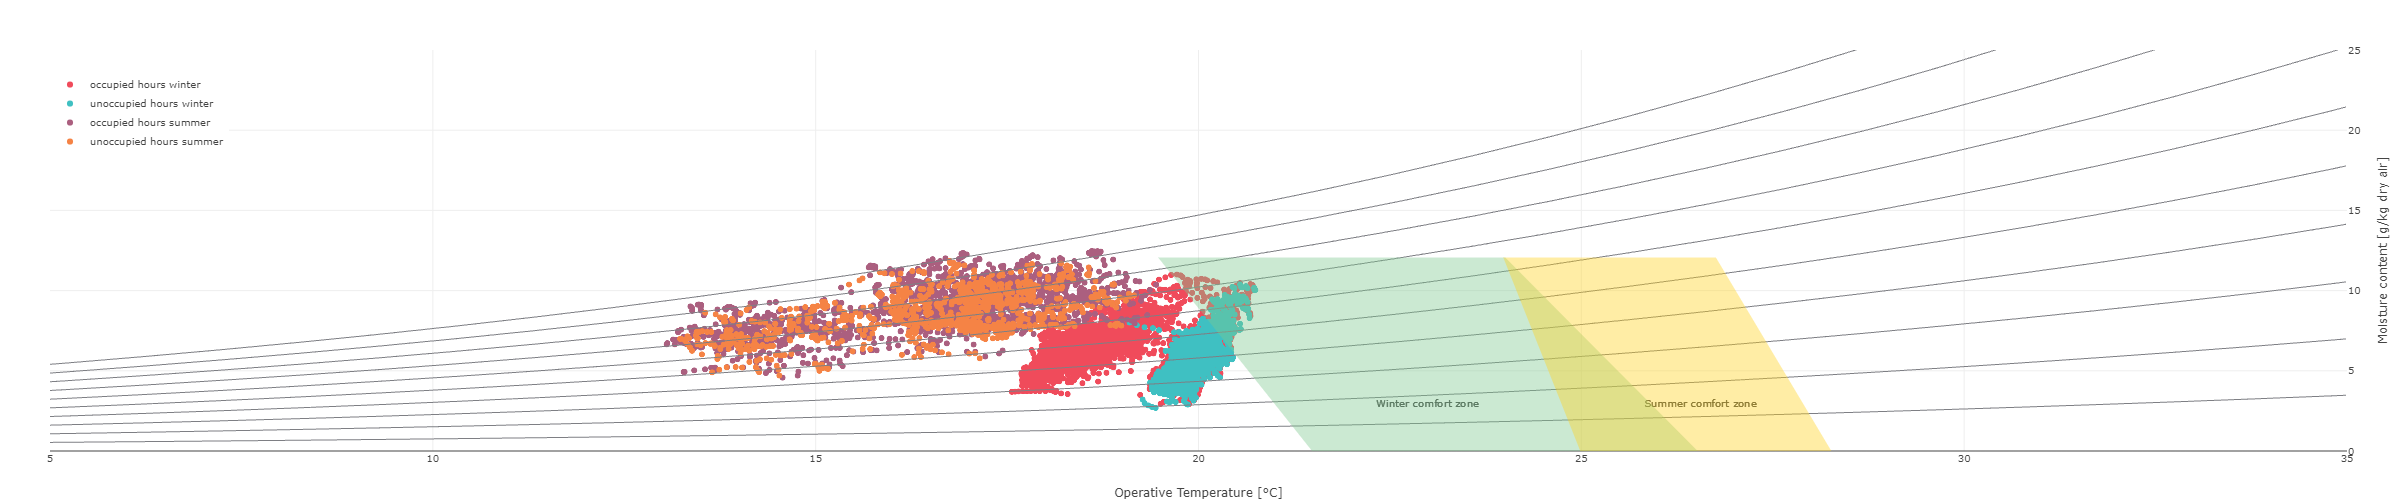 occupied hours winter
unoccupied hours winter
occupied hours summer
unoccupied hours summer
Winter comfort zone
Summer comfort zone
25
20
15
10
5
0
Moisture content [g/kg dry air]
5
10
15
20
25
30
35
Operative Temperature [°C]